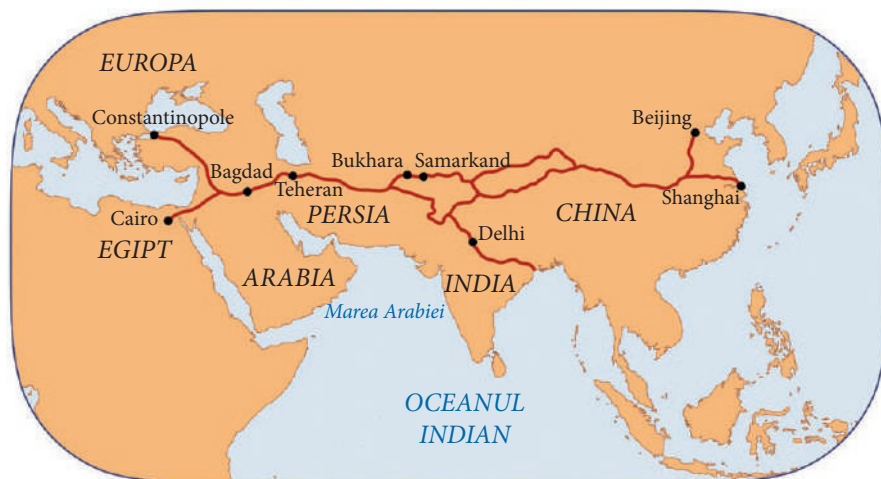 EUROPA
Constantinopole
Beijing
Bukhara
Samarkand
Bagdad
Teheran
Shanghai
PERSIA
CHINA
Cairo
Delhi
EGIPT
ARABIA
INDIA
Marea Arabiei
OCEANUL
INDIAN